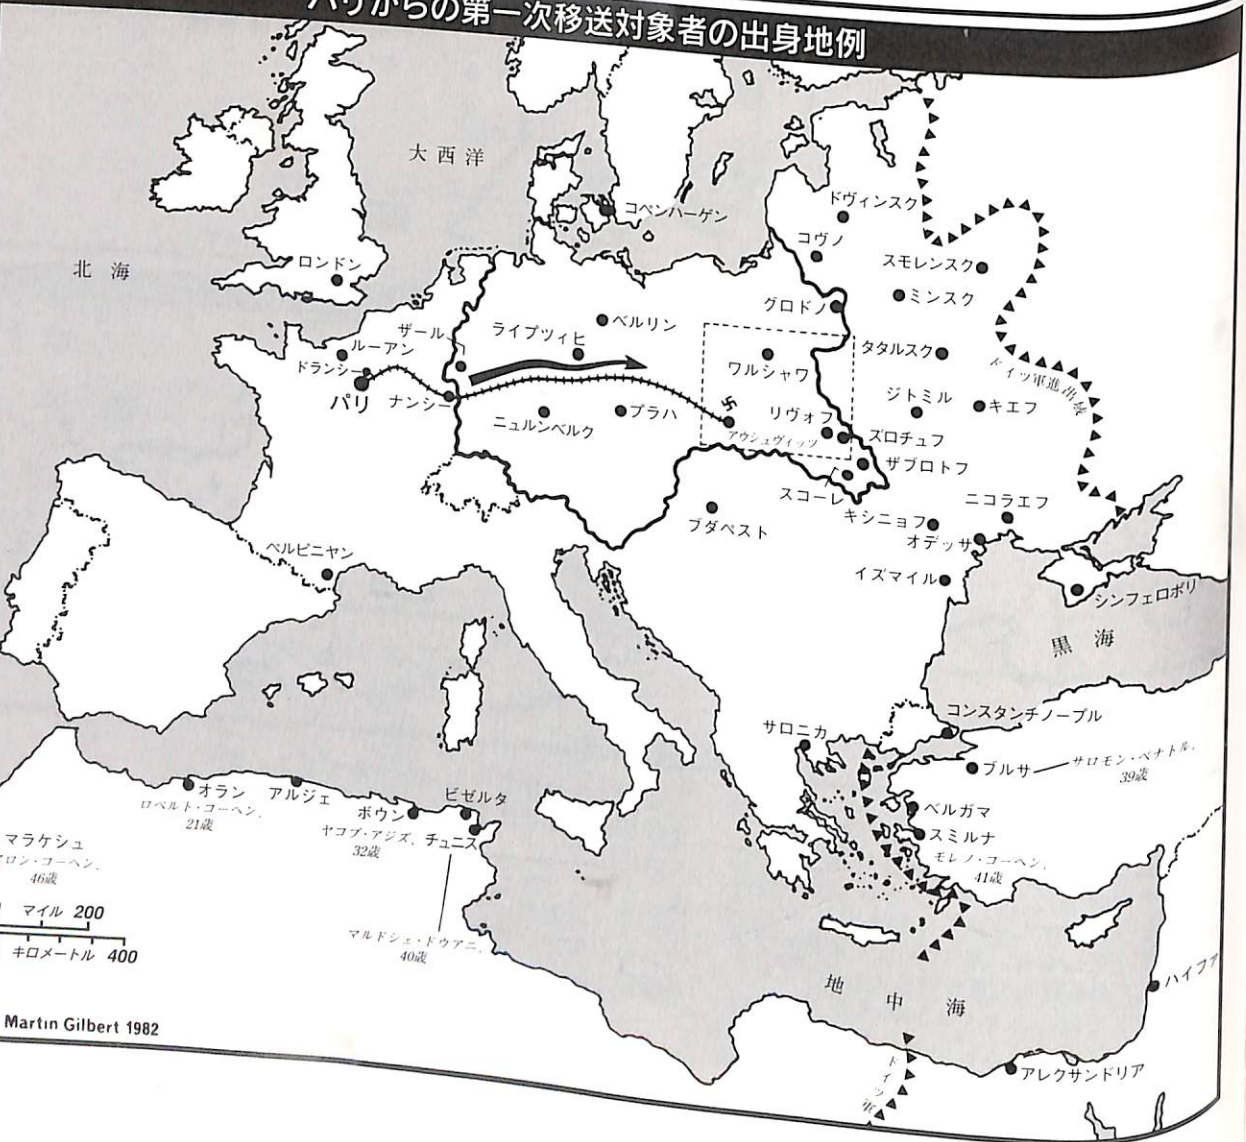 パリからの第一次移送対象者の出身地例
大西洋
コペンハーゲン
ドヴィンスク
コヴノ
スモレンスク
ミンスク
北海
ロンドン
グロドノ
ベルリン
ライプツィヒ
ザール
ルーアン
ドランシー
パリ
ナンシー
ワルシャワ
タタルスク
ドイツ軍進出域
ジトミル
キエフ
ニュルンベルク
プラハ
リヴォフ
アウシュヴィッツ
ズロチュフ
ザブロトフ
スコーレ
ブダペスト
キシニョフ
ニコラエフ
オデッサ
イズマイル
シンフェロポリ
ペルピニャン
黒海
コンスタンチノープル
サロニカ
ブルサ
サロモン・ベナトル、
39歳
ベルガマ
スミルナ
モレノ・コーヘン、
41歳
オラン
ロベルト・コーヘン、
21歳
アルジェ
ボウン
ヤコブ・アジズ、
32歳
ビゼルタ
チュニス
マルドシェ・ドウアニ、
40歳
マラケシュ
ロン・コーヘン、
46歳
マイル 200
キロメートル 400
地中海
ハイファ
アレクサンドリア
ドイツ軍
Martin Gilbert 1982